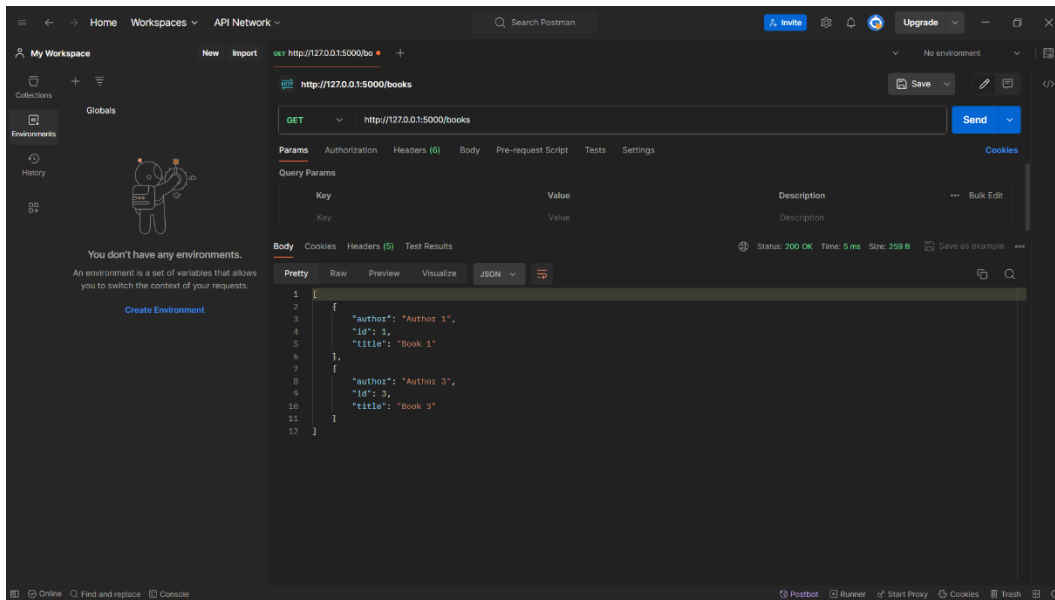 Home Workspaces API Network Search Postman Invite Upgrade
My Workspace New Import GET http://127.0.0.1:5000/bo No environment
Collections
Environments
History
Globals
You don't have any environments.
An environment is a set of variables that allows
you to switch the context of your requests.
Create Environment
HTTP http://127.0.0.1:5000/books Save
GET http://127.0.0.1:5000/books Send
Params Authorization Headers (6) Body Pre-request Script Tests Settings Cookies
Query Params
Key Value Description Bulk Edit
Key Value Description
Body Cookies Headers (5) Test Results Status: 200 OK Time: 5 ms Size: 259 B Save as example
Pretty Raw Preview Visualize JSON
1 [
2 {
3 "author": "Author 1",
4 "id": 1,
5 "title": "Book 1"
6 },
7 {
8 "author": "Author 3",
9 "id": 3,
10 "title": "Book 3"
11 }
12 ]
Online Find and replace Console Postbot Runner Start Proxy Cookies Trash